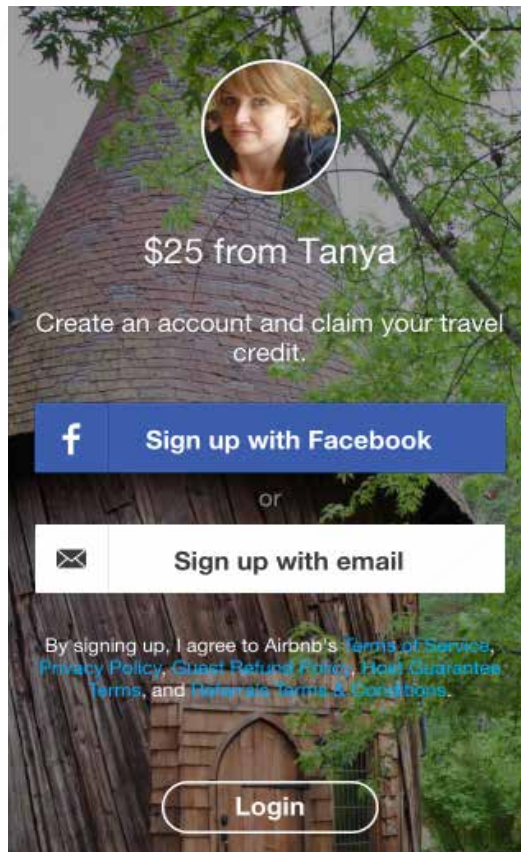 $25 from Tanya
Create an account and claim your travel
credit.
f
Sign up with Facebook
or
Sign up with email
By signing up, I agree to Airbnb's Terms of Service,
Privacy Policy, Guest Refund Policy, Host Guarantee
Terms, and Referrals Terms & Conditions.
Login